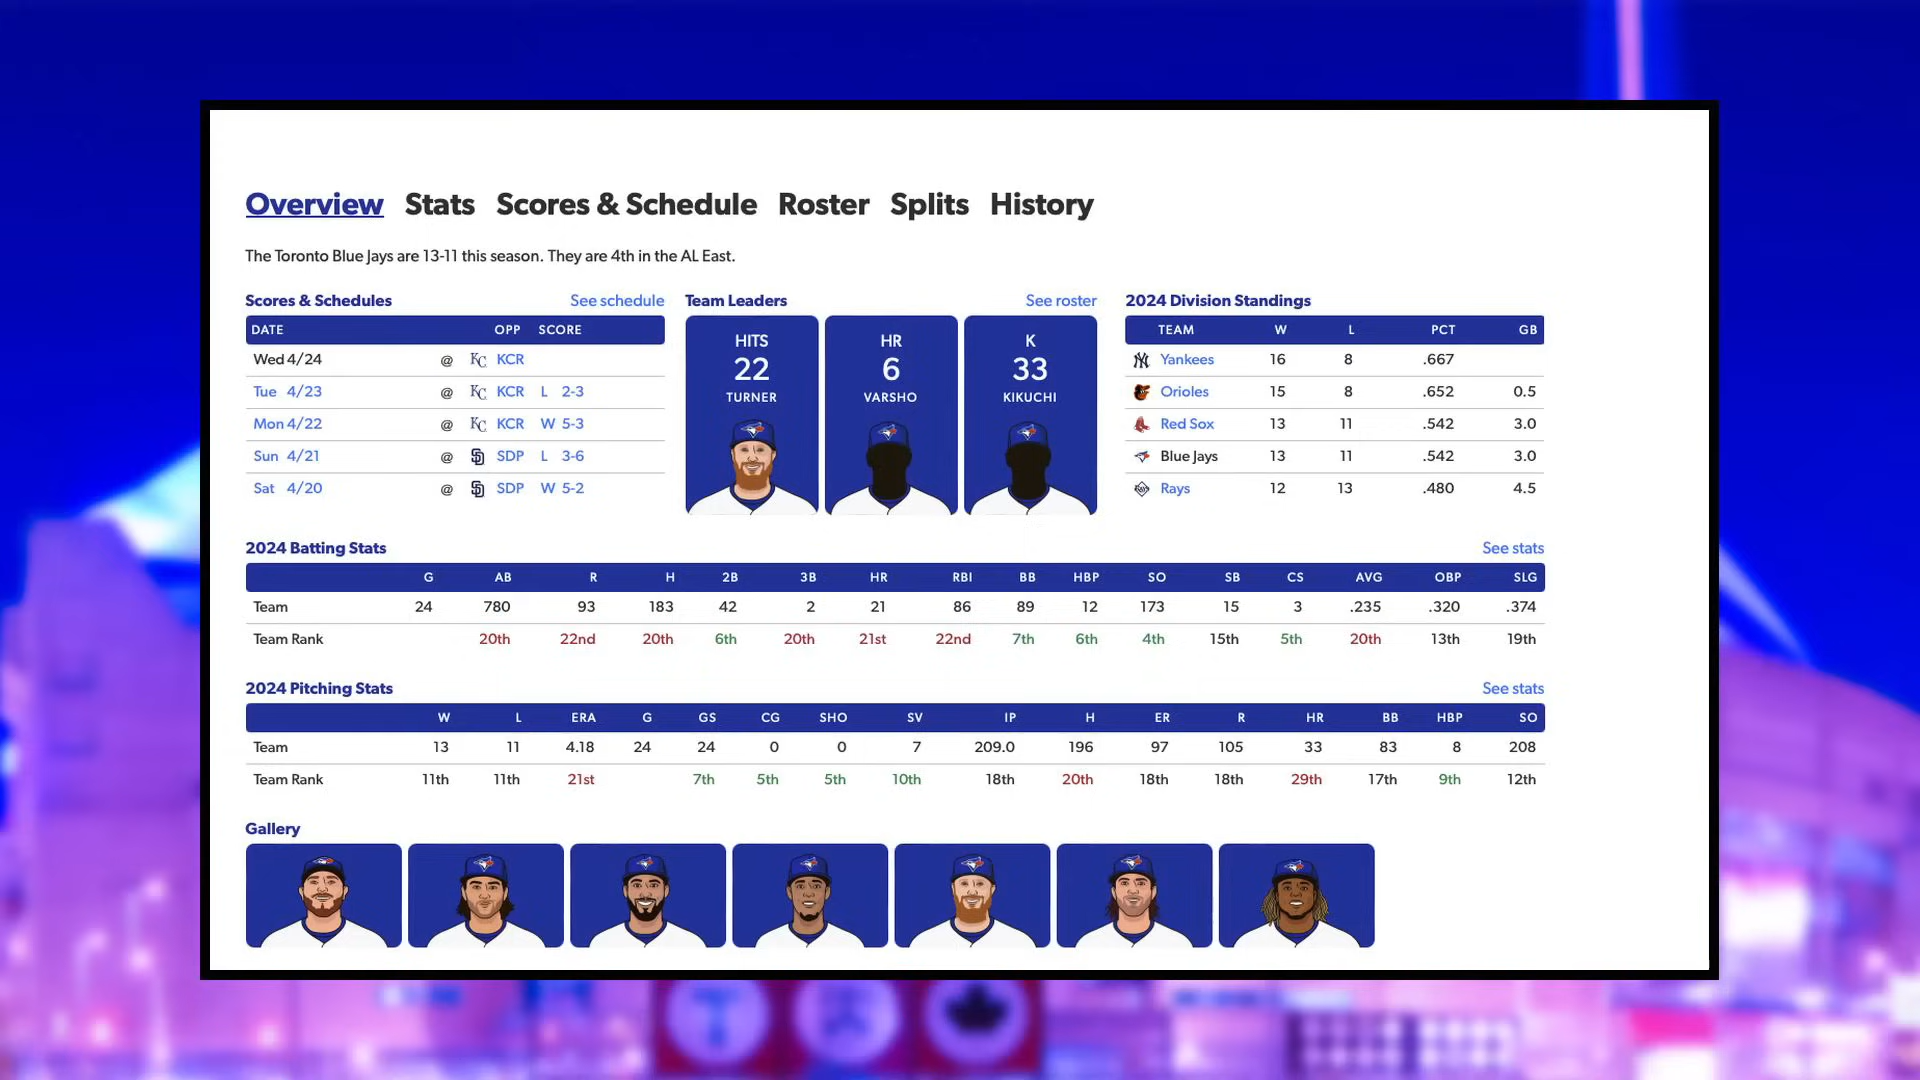 Overview Stats Scores & Schedule Roster Splits History
The Toronto Blue Jays are 13-11 this season. They are 4th in the AL East.
Scores & Schedules See schedule
DATE OPP SCORE
Wed 4/24 @ KC KCR
Tue 4/23 @ KC KCR L 2-3
Mon 4/22 @ KC KCR W 5-3
Sun 4/21 @ SD SDP L 3-6
Sat 4/20 @ SD SDP W 5-2
Team Leaders See roster
HITS
22
TURNER
HR
6
VARSHO
K
33
KIKUCHI
2024 Division Standings
TEAM W L PCT GB
Yankees 16 8 .667
Orioles 15 8 .652 0.5
Red Sox 13 11 .542 3.0
Blue Jays 13 11 .542 3.0
Rays 12 13 .480 4.5
2024 Batting Stats See stats
G AB R H 2B 3B HR RBI BB HBP SO SB CS AVG OBP SLG
Team 24 780 93 183 42 2 21 86 89 12 173 15 3 .235 .320 .374
Team Rank 20th 22nd 20th 6th 20th 21st 22nd 7th 6th 4th 15th 5th 20th 13th 19th
2024 Pitching Stats See stats
W L ERA G GS CG SHO SV IP H ER R HR BB HBP SO
Team 13 11 4.18 24 24 0 0 7 209.0 196 97 105 33 83 8 208
Team Rank 11th 11th 21st 7th 5th 5th 10th 18th 20th 18th 18th 29th 17th 9th 12th
Gallery